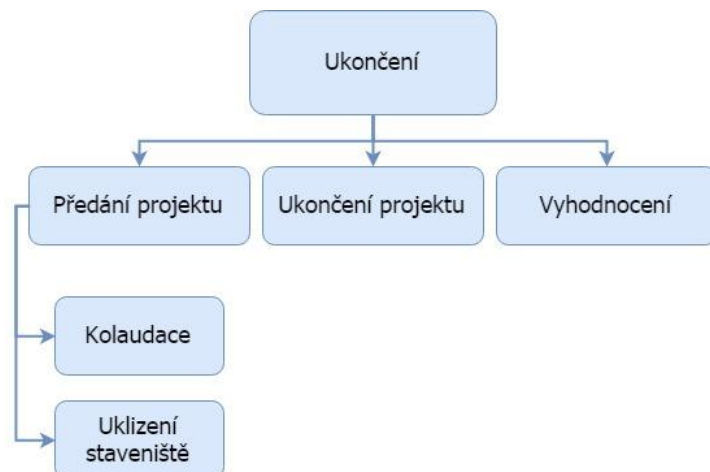 Ukončení
Předání projektu
Ukončení projektu
Vyhodnocení
Kolaudace
Uklizení
staveniště